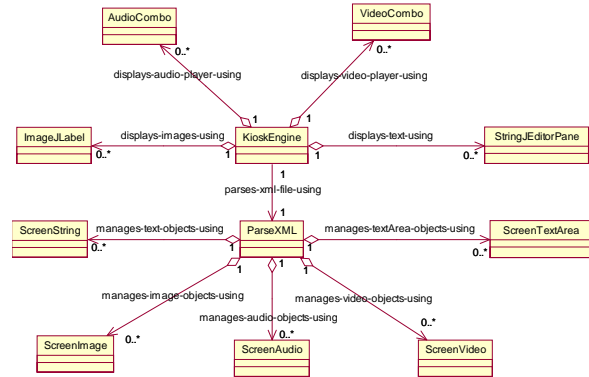 AudioCombo
VideoCombo
0..*
0..*
displays-audio-player-using
displays-video-player-using
1
1
ImageJLabel
displays-images-using
KioskEngine
displays-text-using
StringJEditorPane
0..*
1
1
0..*
1
parses-xml-file-using
1
ScreenString
manages-text-objects-using
ParseXML
manages-textArea-objects-using
ScreenTextArea
0..*
1
1
0..*
1
1
1
manages-image-objects-using
manages-video-objects-using
manages-audio-objects-using
0..*
0..*
0..*
ScreenImage
ScreenAudio
ScreenVideo